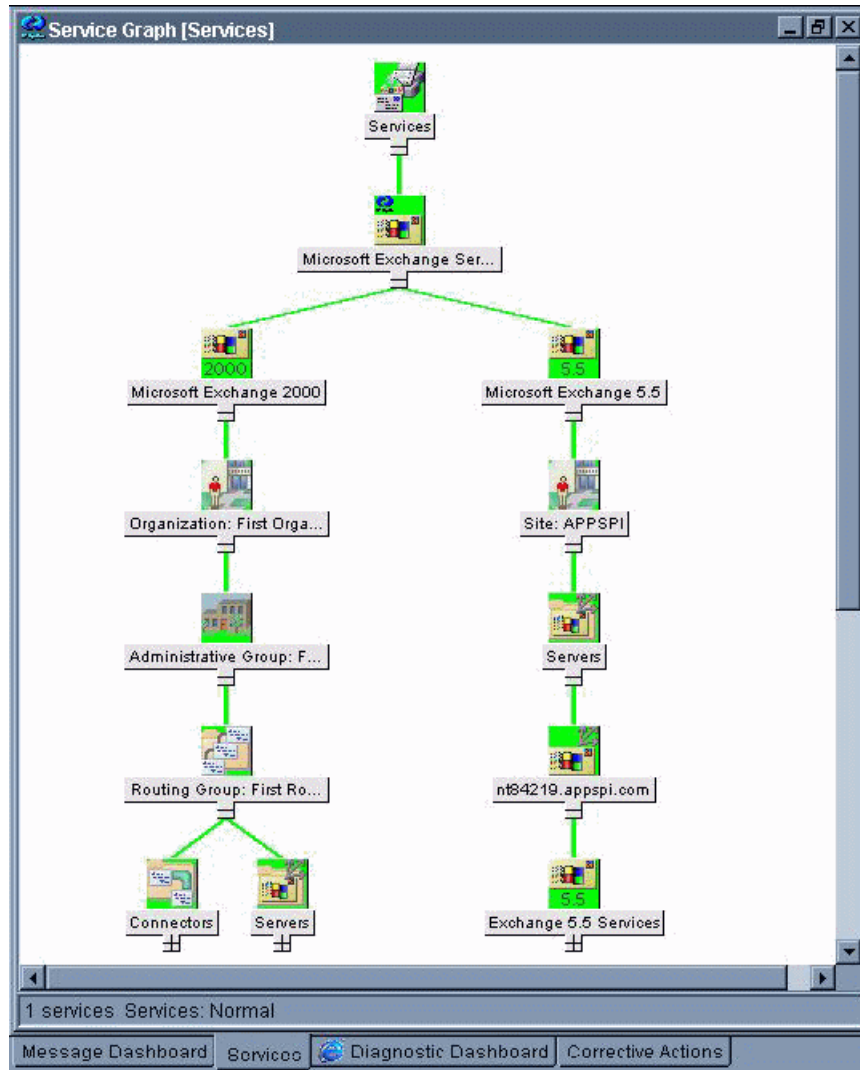 Service Graph [Services]
Services
Microsoft Exchange Ser...
2000
5.5
Microsoft Exchange 2000
Microsoft Exchange 5.5
Organization: First Orga...
Site: APPSPI
Administrative Group: F...
Servers
Routing Group: First Ro...
nt84219.appspi.com
5.5
Connectors
Servers
Exchange 5.5 Services
1 services Services: Normal
Message Dashboard
Services
Diagnostic Dashboard
Corrective Actions